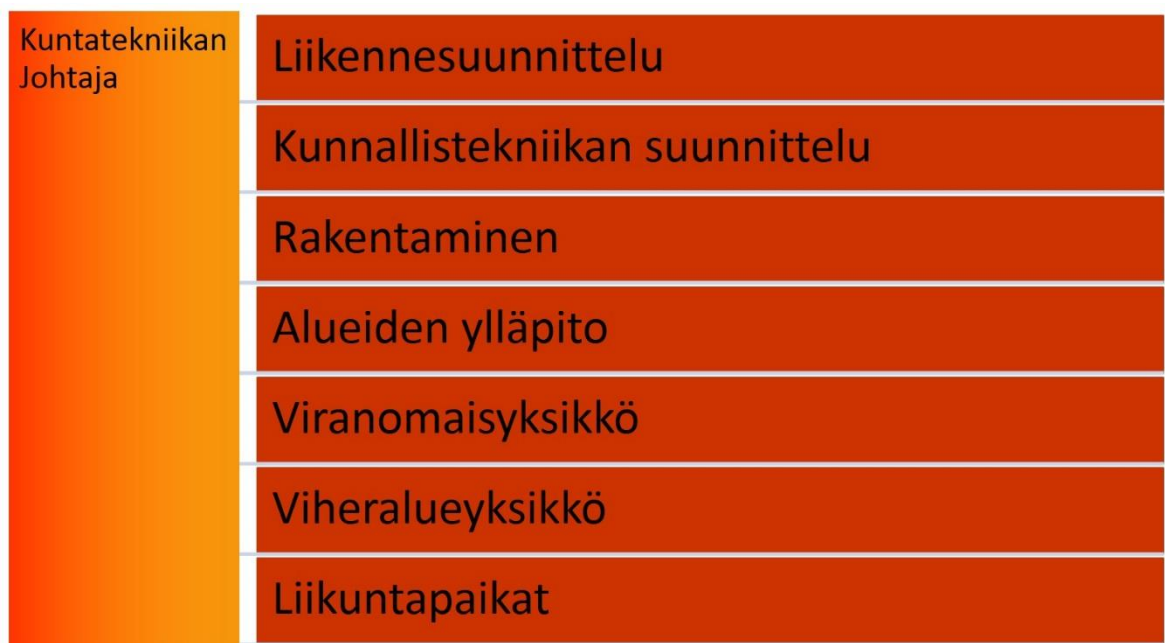 Kuntatekniikan
Johtaja
Liikennesuunnittelu
Kunnallistekniikan suunnittelu
Rakentaminen
Alueiden ylläpito
Viranomaisyksikkö
Viheralueyksikkö
Liikuntapaikat